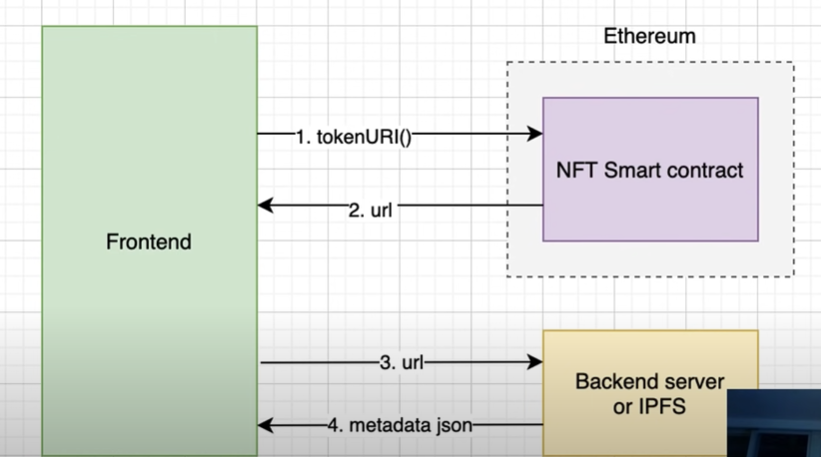 Ethereum
1. tokenURI()
NFT Smart contract
2. url
Frontend
3. url
Backend server
or IPFS
4. metadata json